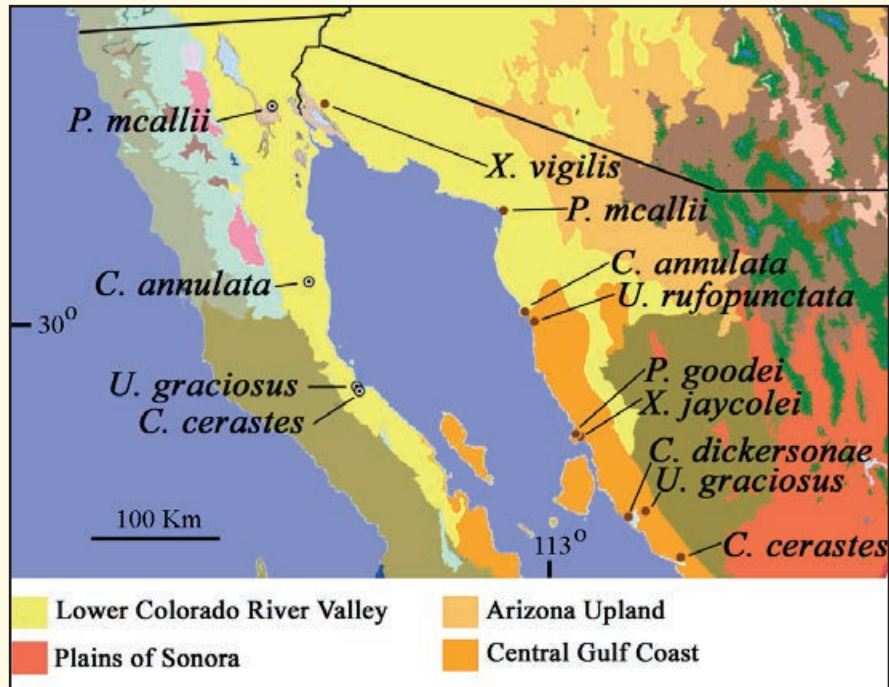 P. mcallii
X. vigilis
P. mcallii
C. annulata
C. annulata
U. rufopunctata
30°
U. graciosus
C. cerastes
P. goodei
X. jaycolei
C. dickersonae
U. graciosus
100 Km
113°
C. cerastes
Lower Colorado River Valley
Arizona Upland
Plains of Sonora
Central Gulf Coast